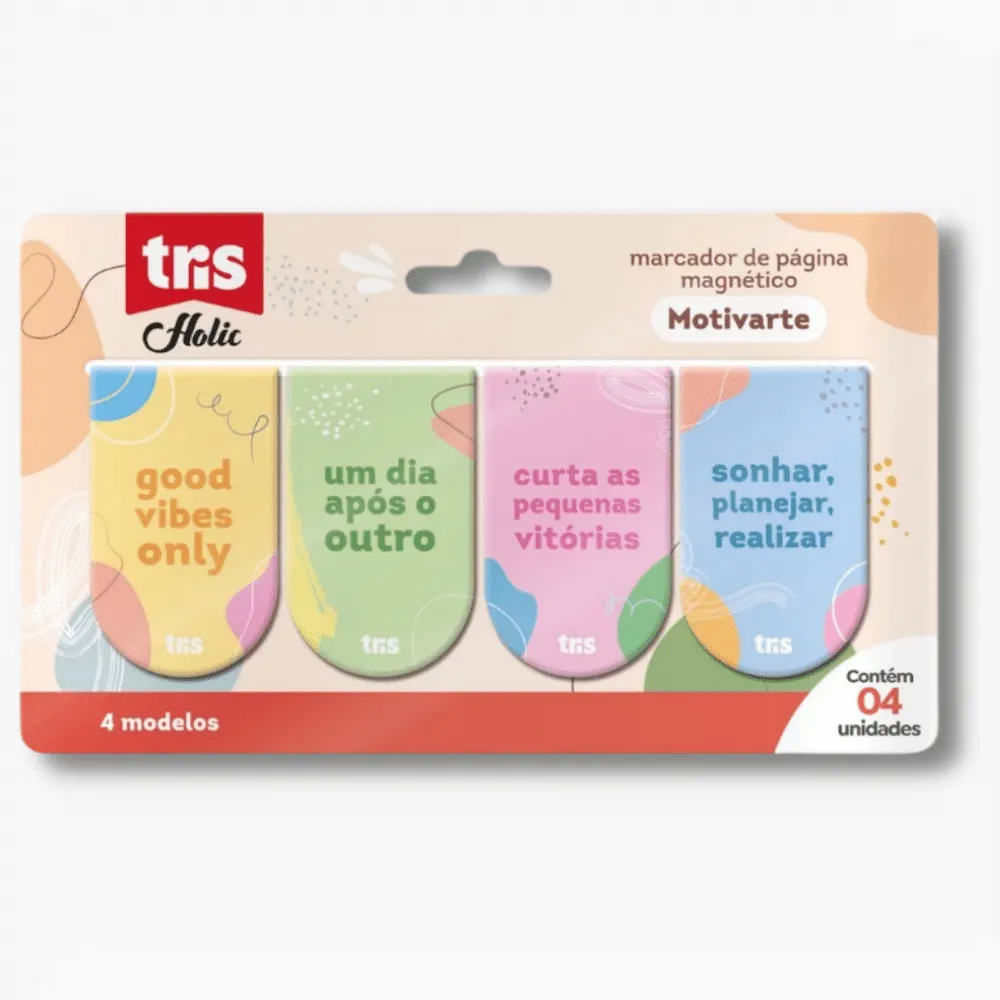 tris
Holic
marcador de página
magnético
Motivarte
good
vibes
only
tris
um dia
após o
outro
tris
curta as
pequenas
vitórias
tris
sonhar,
planejar,
realizar
tris
4 modelos
Contém
04
unidades